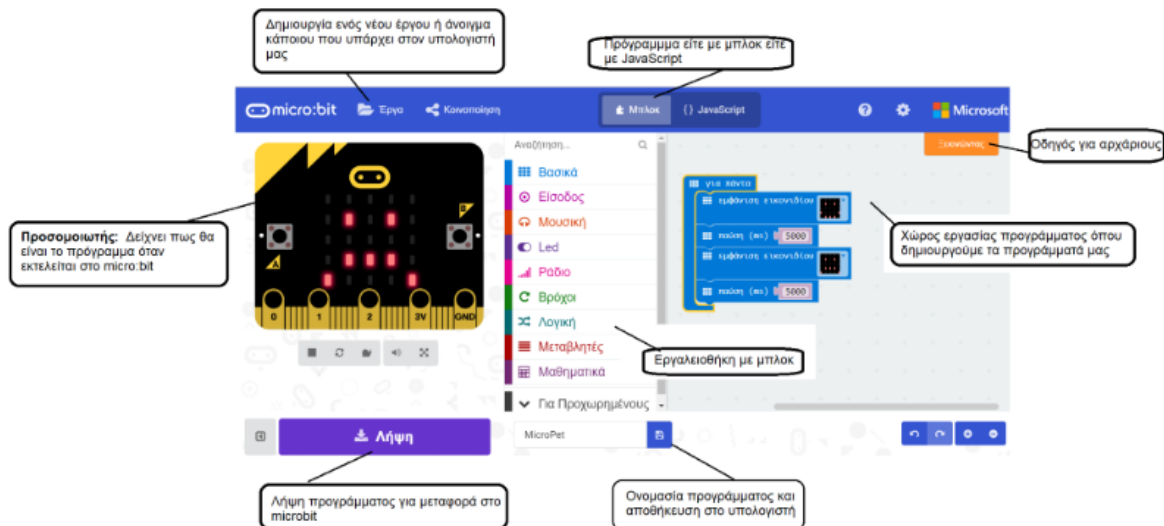 Δημιουργία ενός νέου έργου ή άνοιγμα
κάποιου που υπάρχει στον υπολογιστή
μας
Πρόγραμμμα είτε με μπλοκ είτε
με JavaScript
micro:bit
Έργα
Κοινοποίηση
Μπλοκ
{} JavaScript
Microsoft
Αναζήτηση...
Ξεκινώντας
Οδηγός για αρχάριους
Βασικά
Είσοδος
Μουσική
Led
Ράδιο
Βρόχοι
Λογική
Μεταβλητές
Μαθηματικά
Για Προχωρημένους
για πάντα
εμφάνιση εικονιδίου
παύση (ms) 5000
εμφάνιση εικονιδίου
παύση (ms) 5000
B
A
0 1 2 3V GND
Προσομοιωτής: Δείχνει πως θα
είναι το πρόγραμμα όταν
εκτελείται στο micro:bit
Χώρος εργασίας προγράμματος όπου
δημιουργούμε τα προγράμματά μας
Εργαλειοθήκη με μπλοκ
Λήψη
MicroPet
Λήψη προγράμματος για μεταφορά στο
microbit
Ονομασία προγράμματος και
αποθήκευση στο υπολογιστή